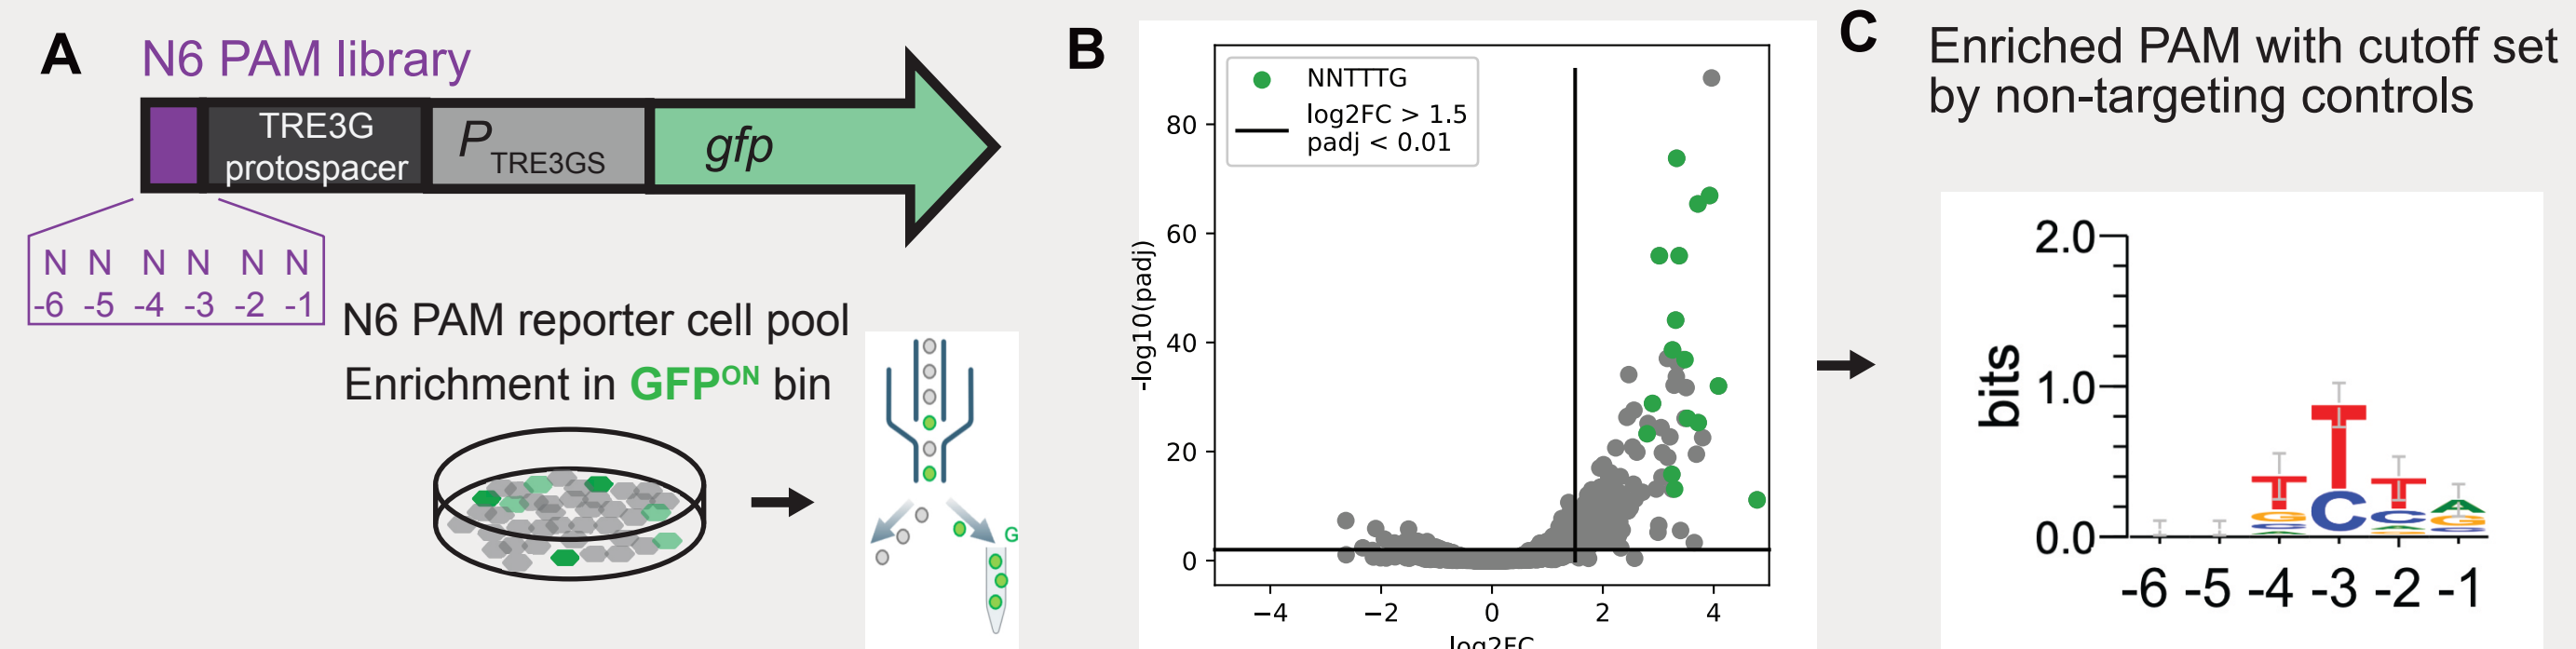 A
N6 PAM library
TRE3G
protospacer
PTRE3GS
gfp
N N N N N N
-6 -5 -4 -3 -2 -1
N6 PAM reporter cell pool
Enrichment in GFPON bin
G
B
NNTTTG
log2FC > 1.5
padj < 0.01
-log10(padj)
80
60
40
20
0
−4 −2 0 2 4
log2FC
C
Enriched PAM with cutoff set
by non-targeting controls
bits
2.0
1.0
0.0
T T T A
G C C G
C A C
A G
-6 -5 -4 -3 -2 -1